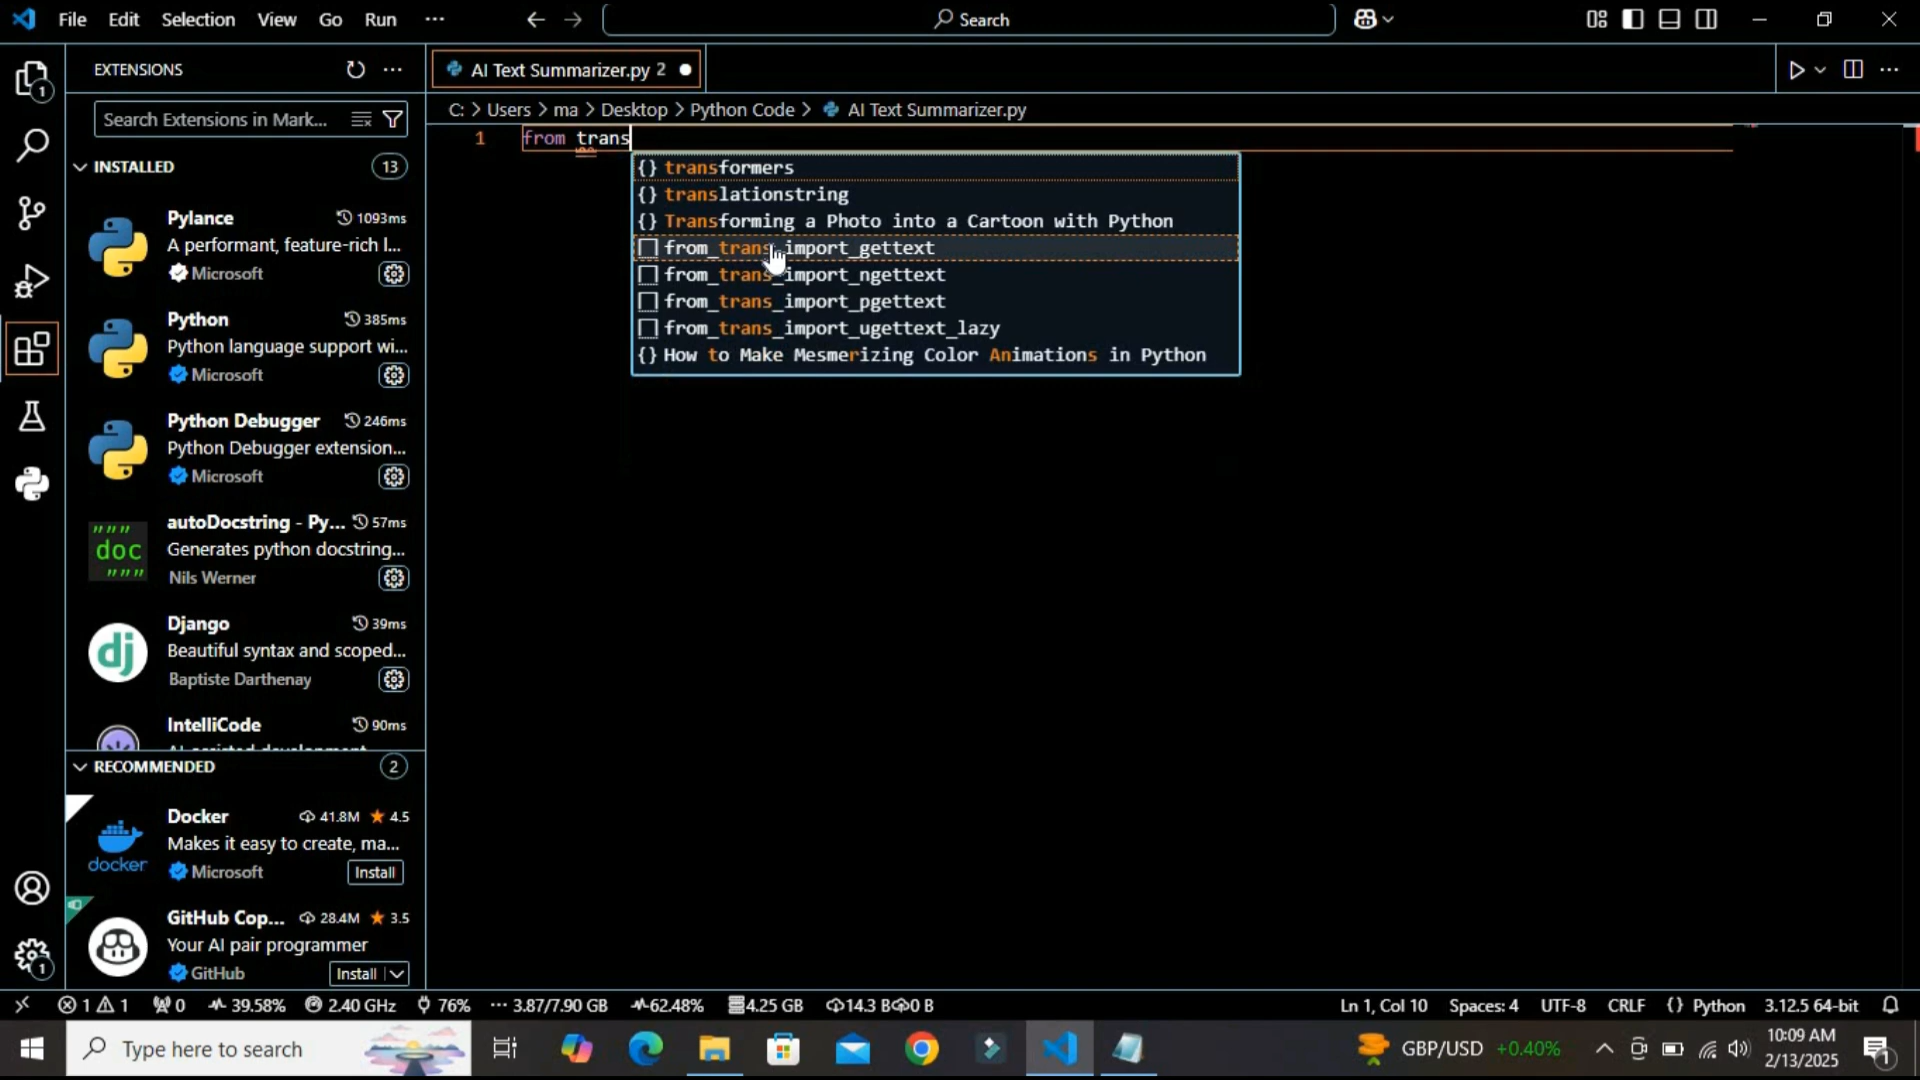 File Edit Selection View Go Run ··· Search
EXTENSIONS
AI Text Summarizer.py 2
Search Extensions in Mark...
C: > Users > ma > Desktop > Python Code > AI Text Summarizer.py
1 from trans
INSTALLED 13
{} transformers
{} translationstring
{} Transforming a Photo into a Cartoon with Python
from_trans_import_gettext
from_trans_import_ngettext
from_trans_import_pgettext
from_trans_import_ugettext_lazy
{} How to Make Mesmerizing Color Animations in Python
Pylance 1093ms
A performant, feature-rich l...
Microsoft
Python 385ms
Python language support wi...
Microsoft
Python Debugger 246ms
Python Debugger extension...
Microsoft
autoDocstring - Py... 57ms
Generates python docstring...
Nils Werner
"""
doc
"""
Django 39ms
Beautiful syntax and scoped...
Baptiste Darthenay
dj
IntelliCode 90ms
RECOMMENDED 2
Docker 41.8M 4.5
Makes it easy to create, ma...
Microsoft Install
docker
GitHub Cop... 28.4M 3.5
Your AI pair programmer
GitHub Install
1
1
1 1 0 39.58% 2.40 GHz 76% 3.87/7.90 GB 62.48% 4.25 GB 14.3 B 0 B Ln 1, Col 10 Spaces: 4 UTF-8 CRLF {} Python 3.12.5 64-bit
Type here to search GBP/USD +0.40% 10:09 AM
2/13/2025
1